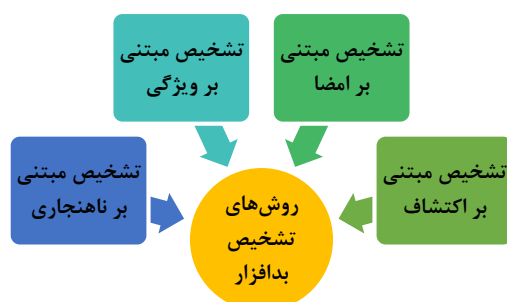 تشخیص مبتنی
بر امضا
تشخیص مبتنی
بر ویژگی
تشخیص مبتنی
بر اکتشاف
تشخیص مبتنی
بر ناهنجاری
روش‌های
تشخیص
بدافزار